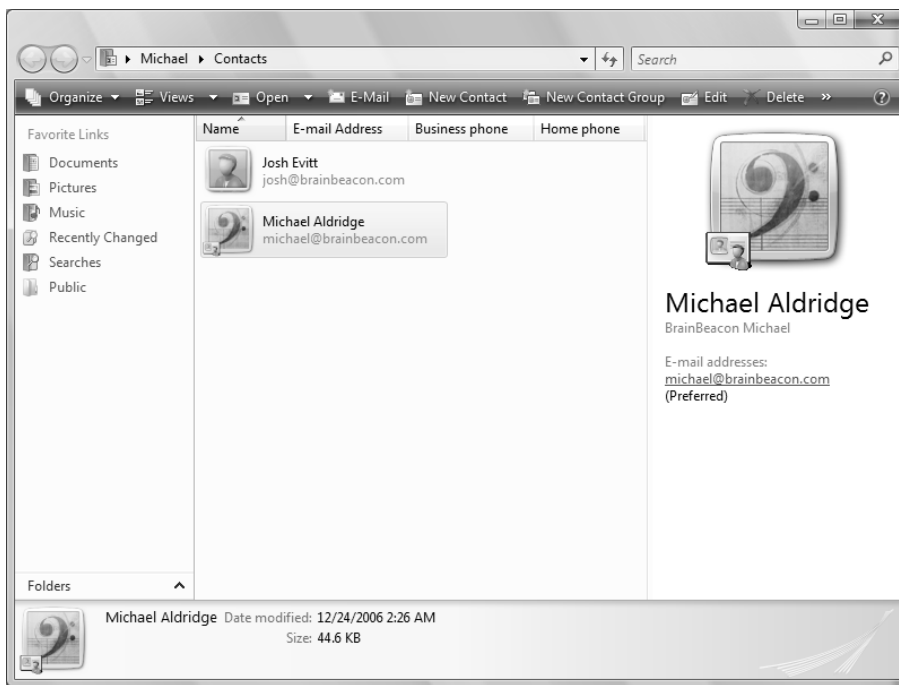 Michael Contacts Search
Organize Views Open E-Mail New Contact New Contact Group Edit Delete » ?
Favorite Links
Documents
Pictures
Music
Recently Changed
Searches
Public
Folders
Name E-mail Address Business phone Home phone
Josh Evitt
josh@brainbeacon.com
Michael Aldridge
michael@brainbeacon.com
Michael Aldridge
BrainBeacon Michael
E-mail addresses:
michael@brainbeacon.com
(Preferred)
Michael Aldridge Date modified: 12/24/2006 2:26 AM
Size: 44.6 KB